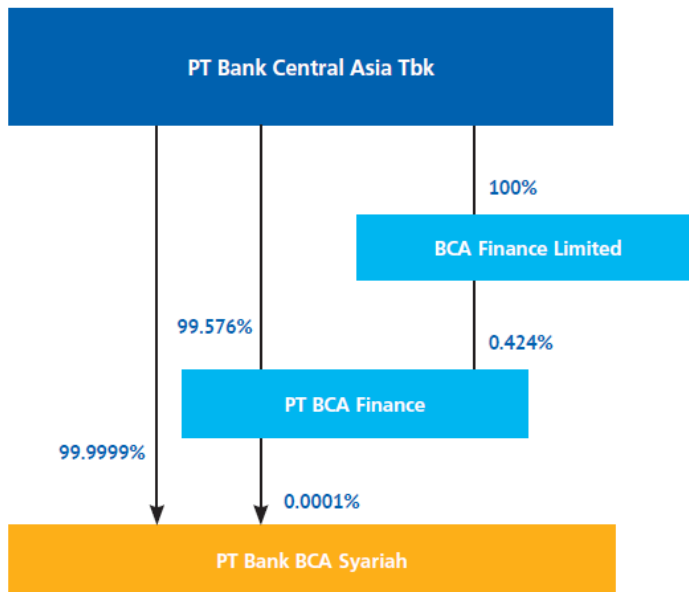 PT Bank Central Asia Tbk
100%
BCA Finance Limited
99.576%
0.424%
PT BCA Finance
99.9999%
0.0001%
PT Bank BCA Syariah